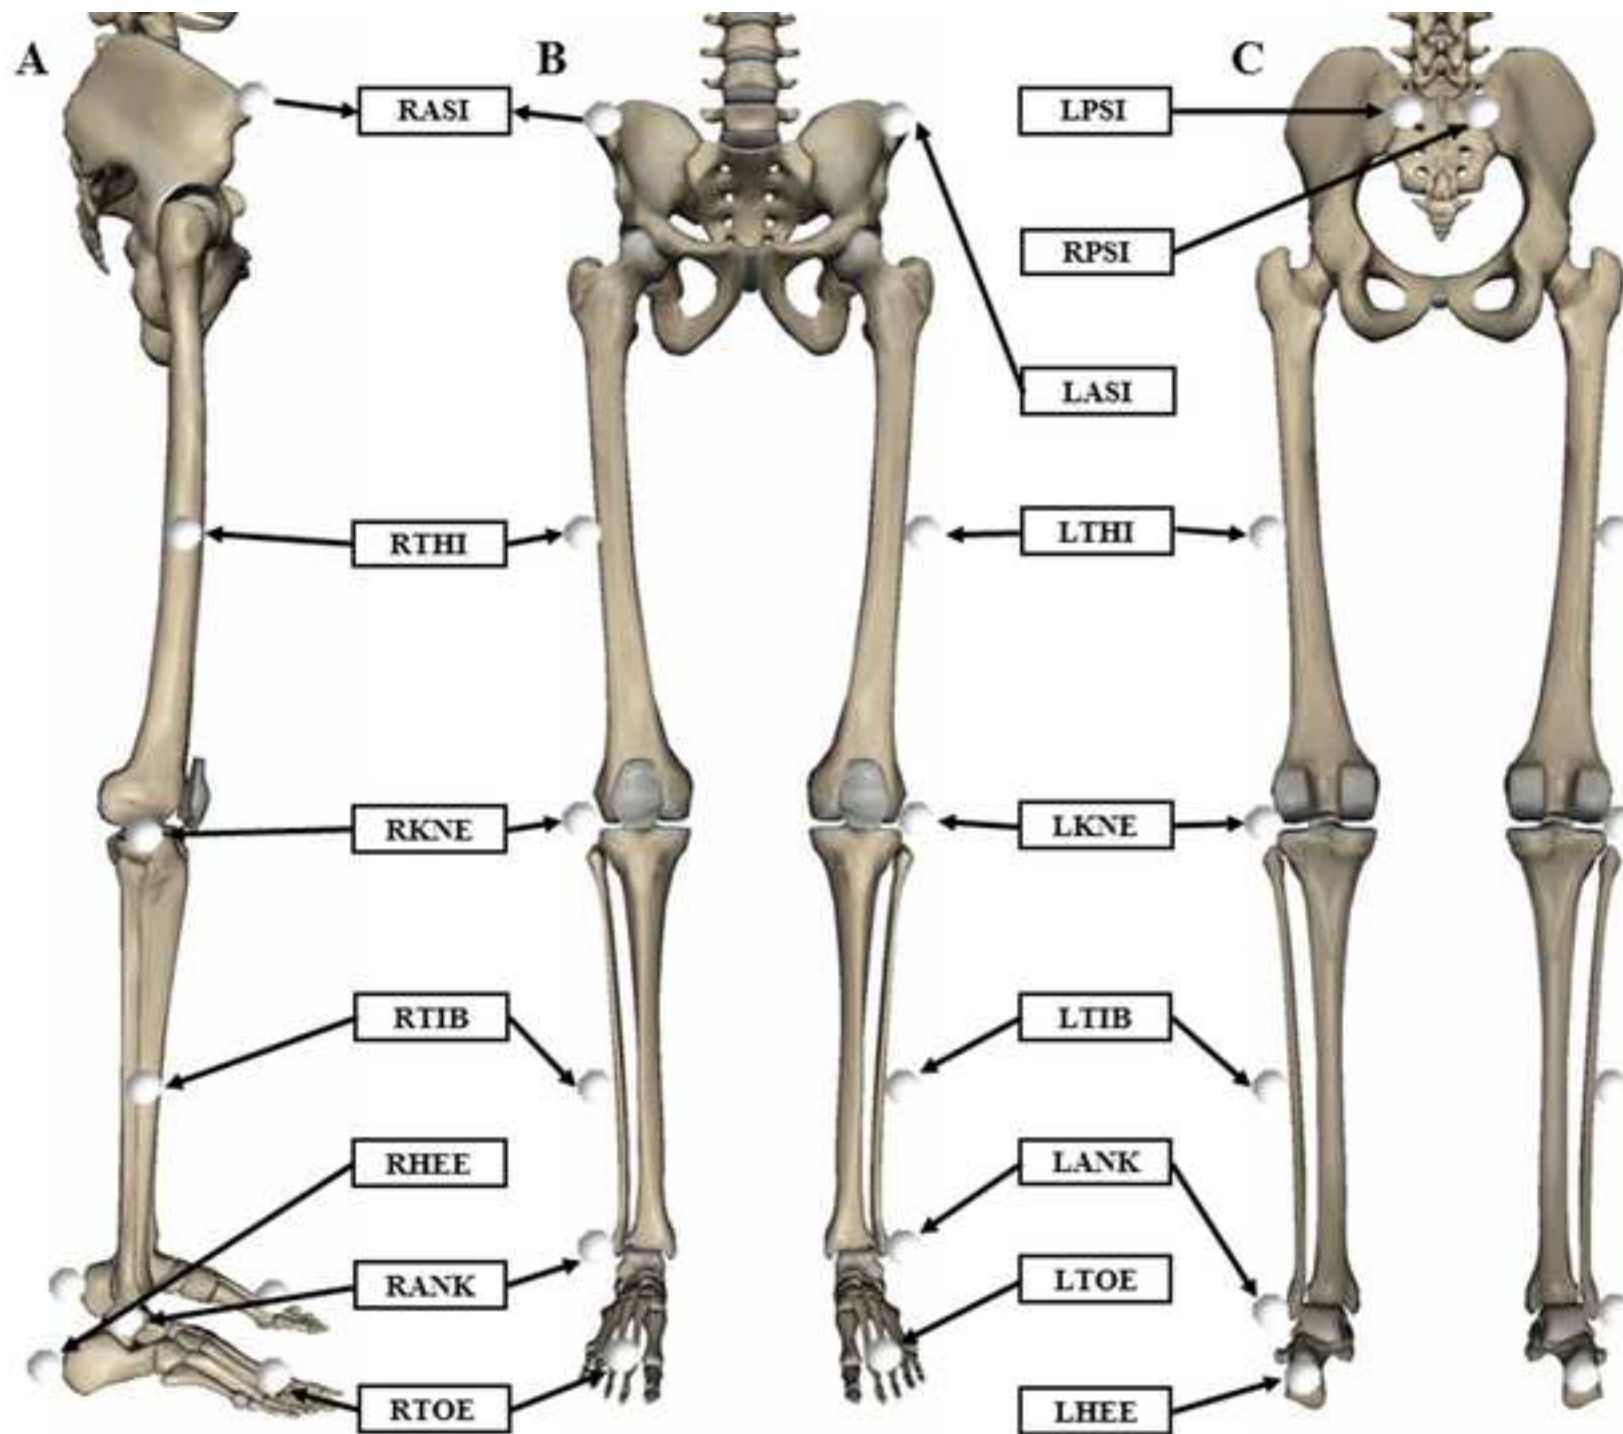 A
B
C
RASI
LPSI
RPSI
LASI
RTHI
LTHI
RKNE
LKNE
RTIB
LTIB
RHEE
LANK
RANK
LTOE
RTOE
LHEE